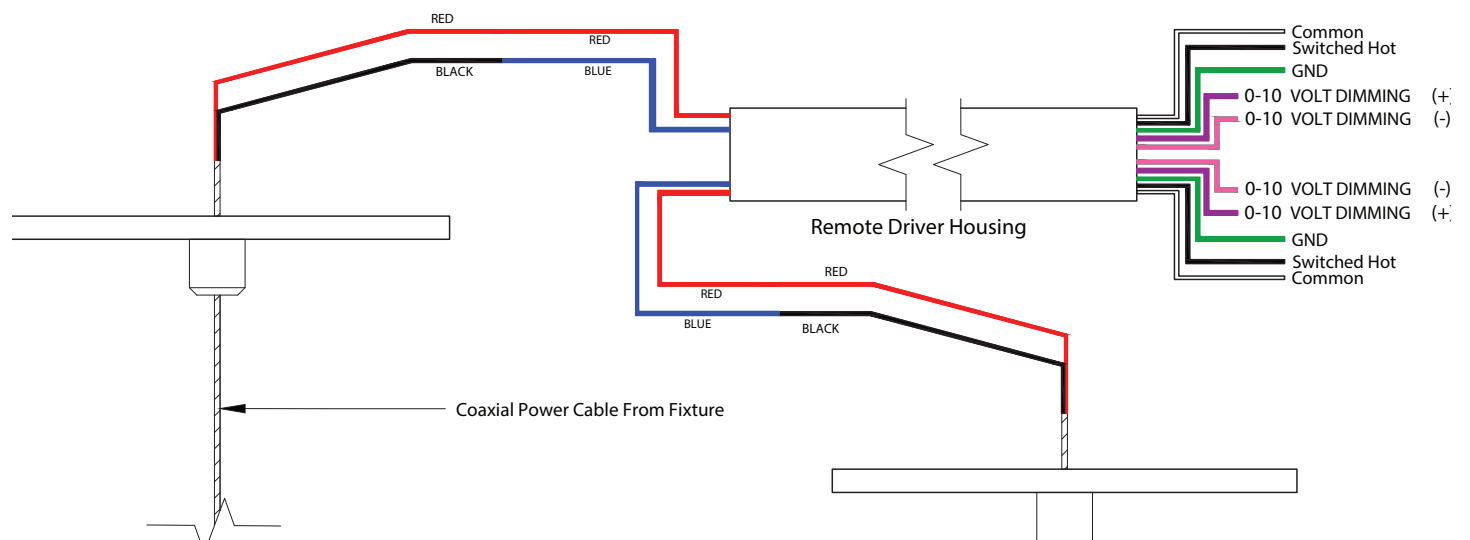 RED
RED
BLACK
BLUE
Common
Switched Hot
GND
0-10 VOLT DIMMING (+)
0-10 VOLT DIMMING (-)
0-10 VOLT DIMMING (-)
0-10 VOLT DIMMING (+)
GND
Switched Hot
Common
Remote Driver Housing
RED
RED
BLUE
BLACK
Coaxial Power Cable From Fixture